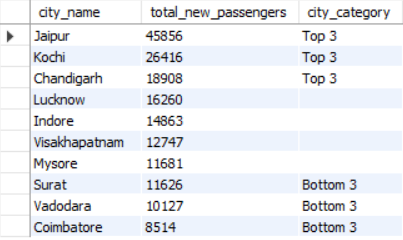 city_name total_new_passengers city_category
Jaipur 45856 Top 3
Kochi 26416 Top 3
Chandigarh 18908 Top 3
Lucknow 16260
Indore 14863
Visakhapatnam 12747
Mysore 11681
Surat 11626 Bottom 3
Vadodara 10127 Bottom 3
Coimbatore 8514 Bottom 3